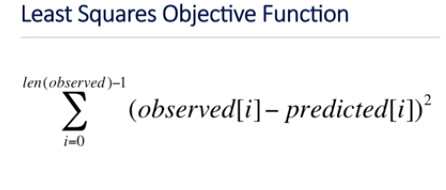 Least Squares Objective Function
len(observed)–1
∑ (observed[i] – predicted[i])²
i=0